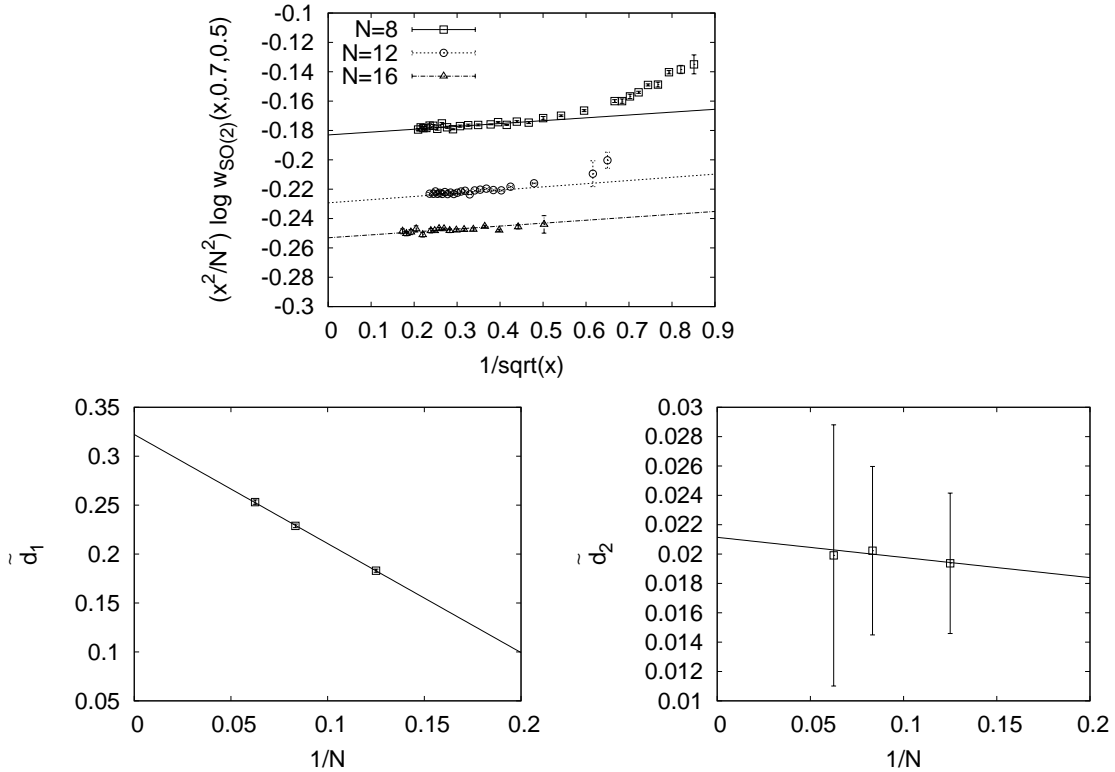 -0.1
-0.12
-0.14
-0.16
-0.18
-0.2
-0.22
-0.24
-0.26
-0.28
-0.3
(x²/N²) log w_SO(2)(x,0.7,0.5)
N=8
N=12
N=16
0 0.1 0.2 0.3 0.4 0.5 0.6 0.7 0.8 0.9
1/sqrt(x)
0.35
0.3
0.25
0.2
0.15
0.1
0.05
d̃₁
0 0.05 0.1 0.15 0.2
1/N
0.03
0.028
0.026
0.024
0.022
0.02
0.018
0.016
0.014
0.012
0.01
d̃₂
0 0.05 0.1 0.15 0.2
1/N